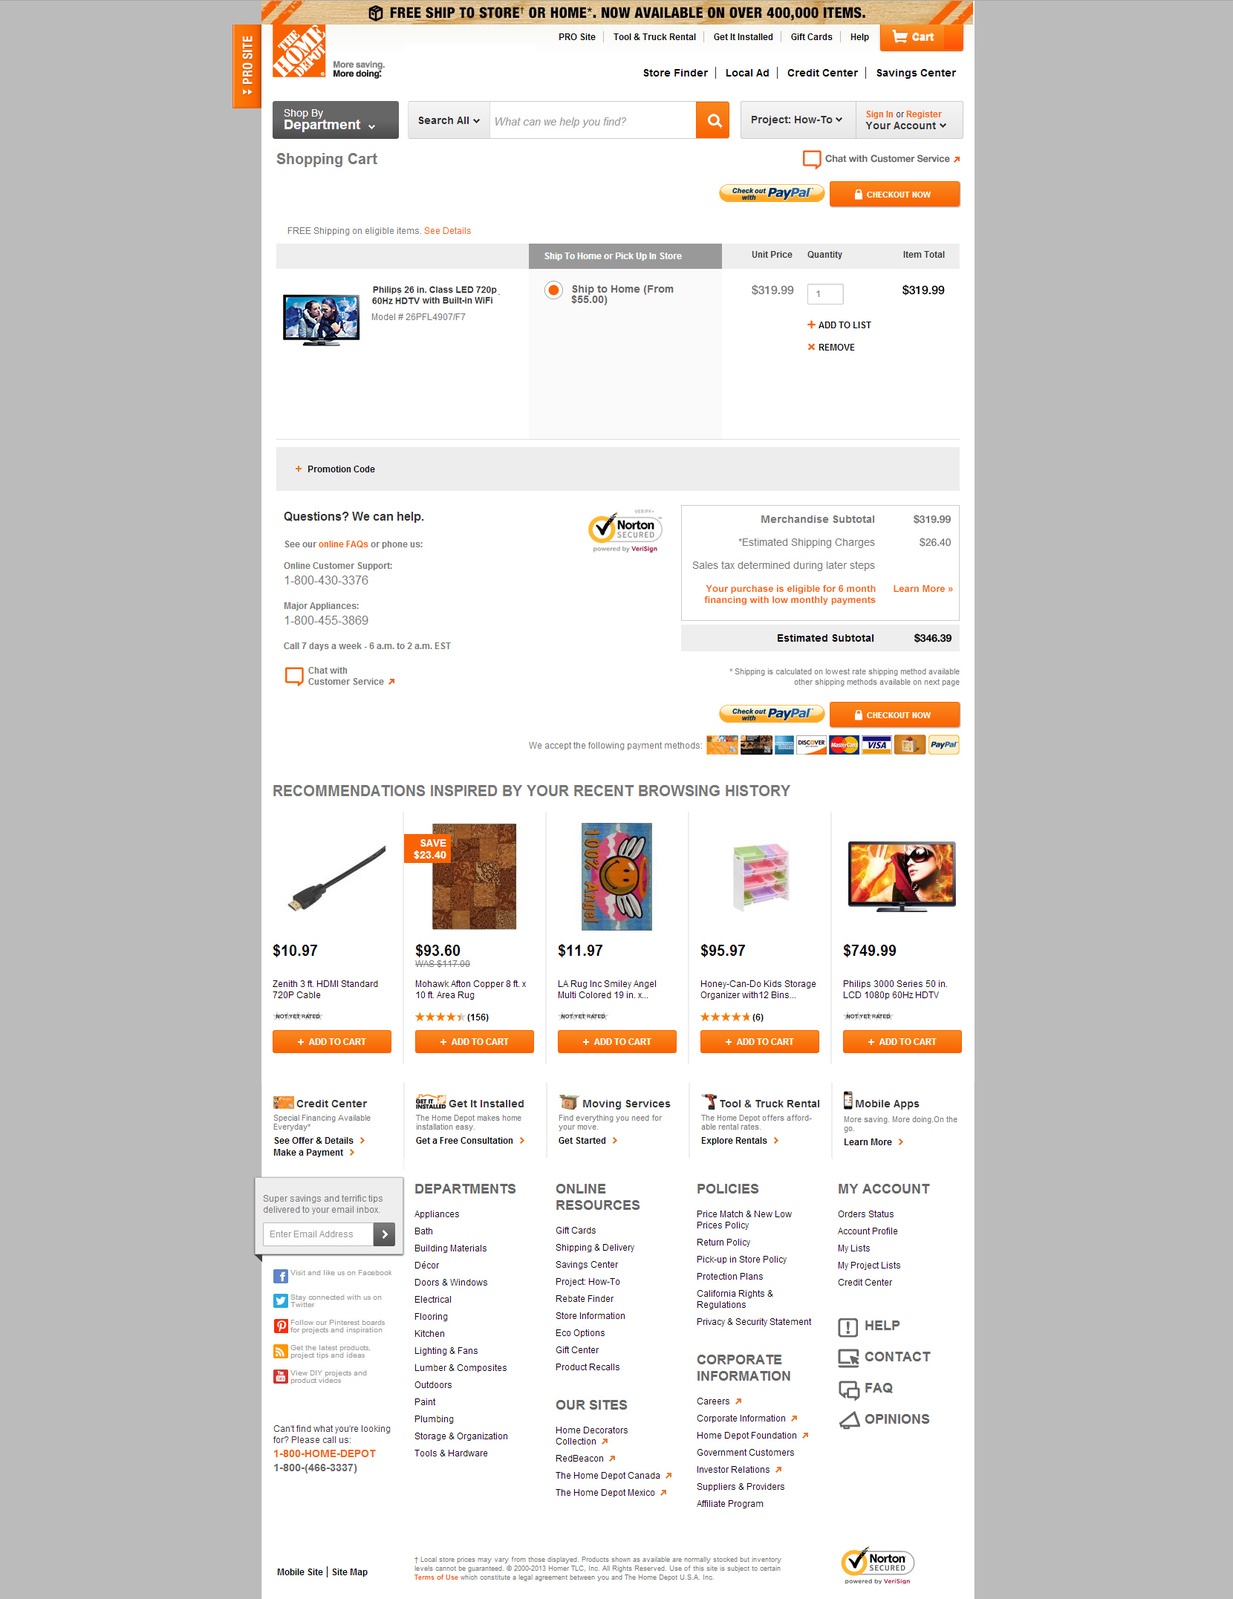 FREE SHIP TO STORE† OR HOME*. NOW AVAILABLE ON OVER 400,000 ITEMS.
PRO SITE
THE HOME DEPOT
More saving.
More doing.
PRO Site
Tool & Truck Rental
Get It Installed
Gift Cards
Help
Cart
Store Finder
Local Ad
Credit Center
Savings Center
Shop By
Department
Search All
What can we help you find?
Project: How-To
Sign In or Register
Your Account
Shopping Cart
Chat with Customer Service
Check out with PayPal
CHECKOUT NOW
FREE Shipping on eligible items. See Details
Ship To Home or Pick Up In Store
Unit Price
Quantity
Item Total
Philips 26 in. Class LED 720p
60Hz HDTV with Built-in WiFi
Model # 26PFL4907/F7
Ship to Home (From
$55.00)
$319.99
1
$319.99
+ ADD TO LIST
× REMOVE
+ Promotion Code
Questions? We can help.
See our online FAQs or phone us:
Online Customer Support:
1-800-430-3376
Major Appliances:
1-800-455-3869
Call 7 days a week - 6 a.m. to 2 a.m. EST
Chat with
Customer Service
VERIFY
Norton
SECURED
powered by VeriSign
Merchandise Subtotal $319.99
*Estimated Shipping Charges $26.40
Sales tax determined during later steps
Your purchase is eligible for 6 month
financing with low monthly payments
Learn More »
Estimated Subtotal $346.39
* Shipping is calculated on lowest rate shipping method available
other shipping methods available on next page
Check out with PayPal
CHECKOUT NOW
We accept the following payment methods:
DISCOVER
MasterCard
VISA
PayPal
RECOMMENDATIONS INSPIRED BY YOUR RECENT BROWSING HISTORY
$10.97
Zenith 3 ft. HDMI Standard
720P Cable
NOT YET RATED
+ ADD TO CART
SAVE
$23.40
$93.60
WAS $117.00
Mohawk Afton Copper 8 ft. x
10 ft. Area Rug
(156)
+ ADD TO CART
100% Angel
$11.97
LA Rug Inc Smiley Angel
Multi Colored 19 in. x...
NOT YET RATED
+ ADD TO CART
$95.97
Honey-Can-Do Kids Storage
Organizer with12 Bins...
(6)
+ ADD TO CART
$749.99
Philips 3000 Series 50 in.
LCD 1080p 60Hz HDTV
NOT YET RATED
+ ADD TO CART
Credit Center
Special Financing Available
Everyday*
See Offer & Details
Make a Payment
GET IT
INSTALLED
Get It Installed
The Home Depot makes home
installation easy.
Get a Free Consultation
Moving Services
Find everything you need for
your move.
Get Started
Tool & Truck Rental
The Home Depot offers afford-
able rental rates.
Explore Rentals
Mobile Apps
More saving. More doing.On the
go.
Learn More
Super savings and terrific tips
delivered to your email inbox.
Enter Email Address
Visit and like us on Facebook
Stay connected with us on
Twitter
Follow our Pinterest boards
for projects and inspiration
Get the latest products,
project tips and ideas
View DIY projects and
product videos
Can't find what you're looking
for? Please call us:
1-800-HOME-DEPOT
1-800-(466-3337)
DEPARTMENTS
Appliances
Bath
Building Materials
Décor
Doors & Windows
Electrical
Flooring
Kitchen
Lighting & Fans
Lumber & Composites
Outdoors
Paint
Plumbing
Storage & Organization
Tools & Hardware
ONLINE
RESOURCES
Gift Cards
Shipping & Delivery
Savings Center
Project: How-To
Rebate Finder
Store Information
Eco Options
Gift Center
Product Recalls
OUR SITES
Home Decorators
Collection
RedBeacon
The Home Depot Canada
The Home Depot Mexico
POLICIES
Price Match & New Low
Prices Policy
Return Policy
Pick-up in Store Policy
Protection Plans
California Rights &
Regulations
Privacy & Security Statement
CORPORATE
INFORMATION
Careers
Corporate Information
Home Depot Foundation
Government Customers
Investor Relations
Suppliers & Providers
Affiliate Program
MY ACCOUNT
Orders Status
Account Profile
My Lists
My Project Lists
Credit Center
HELP
CONTACT
FAQ
OPINIONS
Mobile Site | Site Map
† Local store prices may vary from those displayed. Products shown as available are normally stocked but inventory
levels cannot be guaranteed. © 2000-2013 Homer TLC, Inc. All Rights Reserved. Use of this site is subject to certain
Terms of Use which constitute a legal agreement between you and The Home Depot U.S.A. Inc.
Norton
SECURED
powered by VeriSign